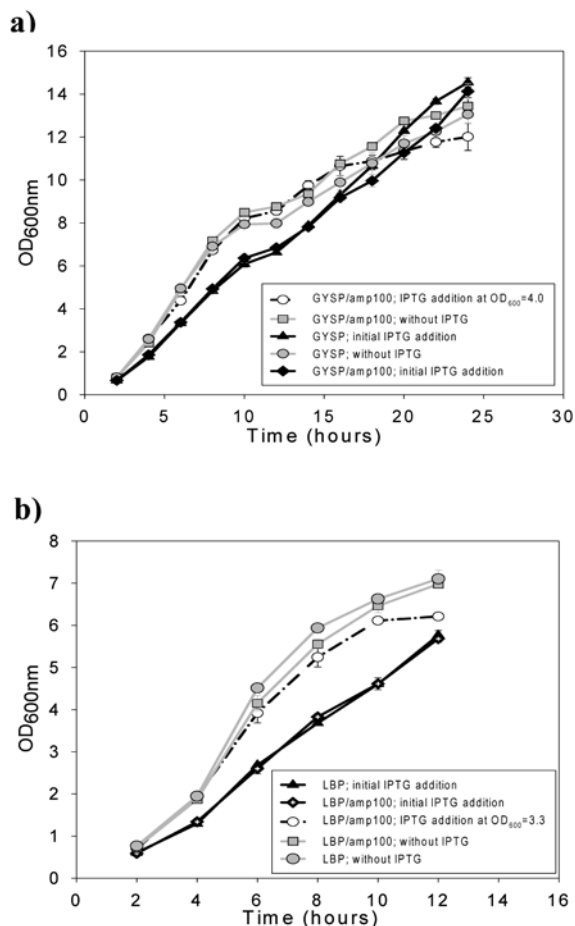 a)
16
14
12
10
8
6
4
2
0
OD600nm
GYSP/amp100; IPTG addition at OD600=4.0
GYSP/amp100; without IPTG
GYSP; initial IPTG addition
GYSP; without IPTG
GYSP/amp100; initial IPTG addition
0 5 10 15 20 25 30
Time (hours)
b)
8
7
6
5
4
3
2
1
0
OD600nm
LBP; initial IPTG addition
LBP/amp100; initial IPTG addition
LBP/amp100; IPTG addition at OD600=3.3
LBP/amp100; without IPTG
LBP; without IPTG
0 2 4 6 8 10 12 14 16
Time (hours)